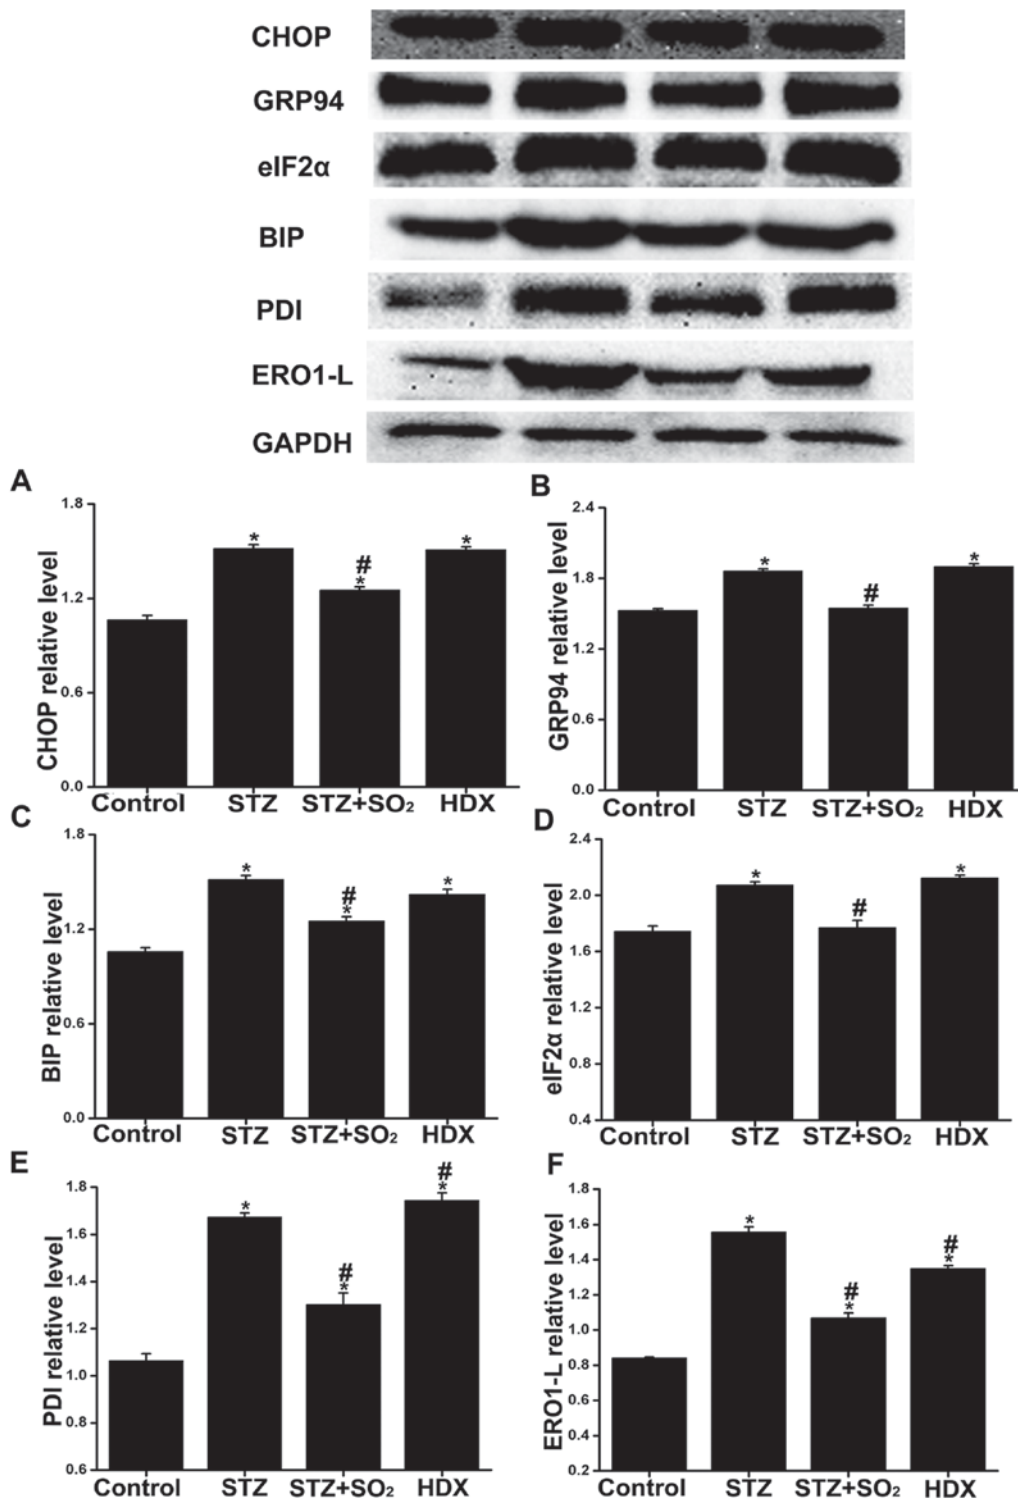 CHOP
GRP94
eIF2α
BIP
PDI
ERO1-L
GAPDH
A
CHOP relative level
1.8
1.2
0.6
0.0
*
#
*
*
Control STZ STZ+SO₂ HDX
B
GRP94 relative level
2.4
1.8
1.2
0.6
0.0
*
#
*
Control STZ STZ+SO₂ HDX
C
BIP relative level
1.8
1.2
0.6
0.0
*
#
*
*
Control STZ STZ+SO₂ HDX
D
eIF2α relative level
2.4
2.0
1.6
1.2
0.8
0.4
*
#
*
Control STZ STZ+SO₂ HDX
E
PDI relative level
1.8
1.6
1.4
1.2
1.0
0.8
0.6
*
#
*
#
*
Control STZ STZ+SO₂ HDX
F
ERO1-L relative level
1.8
1.6
1.4
1.2
1.0
0.8
0.6
0.4
0.2
*
#
*
#
*
Control STZ STZ+SO₂ HDX